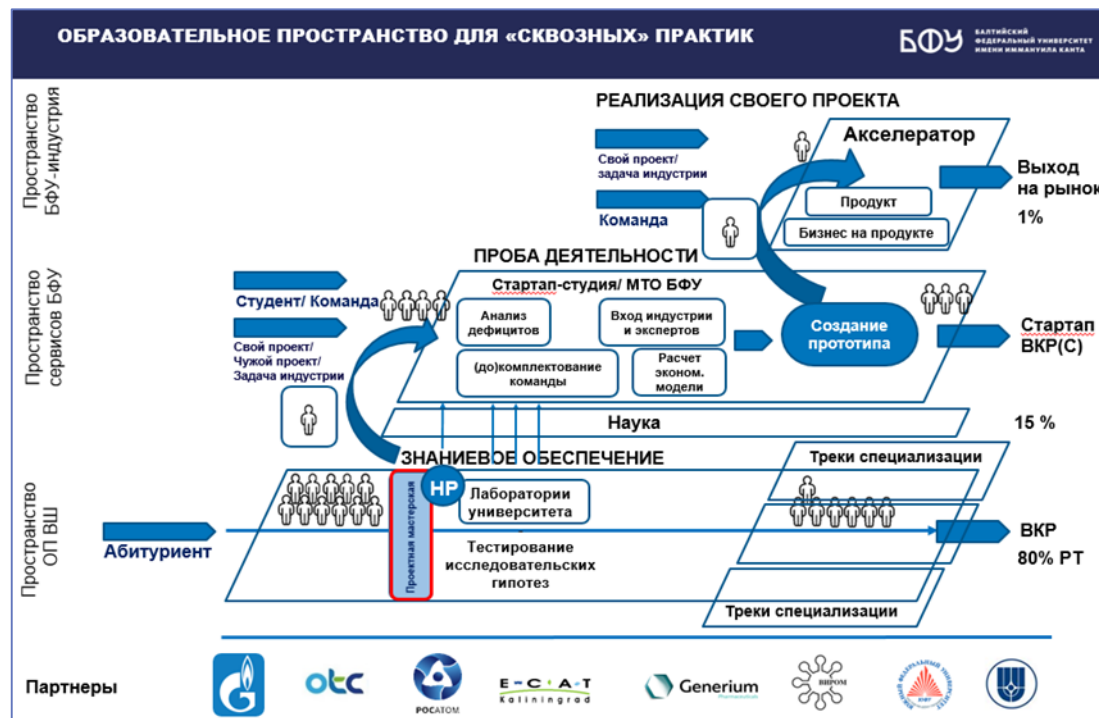 ОБРАЗОВАТЕЛЬНОЕ ПРОСТРАНСТВО ДЛЯ «СКВОЗНЫХ» ПРАКТИК
БФУ
БАЛТИЙСКИЙ
ФЕДЕРАЛЬНЫЙ УНИВЕРСИТЕТ
ИМЕНИ ИММАНУИЛА КАНТА
Пространство
БФУ-индустрия
РЕАЛИЗАЦИЯ СВОЕГО ПРОЕКТА
Свой проект/
задача индустрии
Команда
Акселератор
Продукт
Бизнес на продукте
Выход
на рынок
1%
Пространство
сервисов БФУ
ПРОБА ДЕЯТЕЛЬНОСТИ
Студент/ Команда
Свой проект/
Чужой проект/
Задача индустрии
Стартап-студия/ МТО БФУ
Анализ
дефицитов
Вход индустрии
и экспертов
(до)комплектование
команды
Расчет
эконом.
модели
Создание
прототипа
Стартап
ВКР(С)
Наука
15 %
Пространство
ОП ВШ
ЗНАНИЕВОЕ ОБЕСПЕЧЕНИЕ
Абитуриент
Проектная мастерская
НР
Лаборатории
университета
Тестирование
исследовательских
гипотез
Треки специализации
Треки специализации
ВКР
80% РТ
Партнеры
отс
РОСАТОМ
E-C-A-T
Kaliningrad
Generium
Pharmaceuticals
ВИРОМ